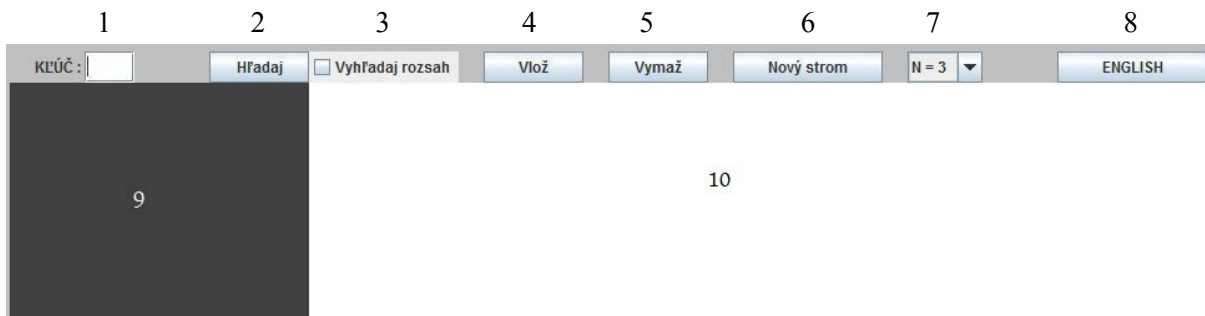 1 2 3 4 5 6 7 8
KĽÚČ : Hľadaj Vyhľadaj rozsah Vlož Vymaž Nový strom N = 3 ENGLISH
10
9